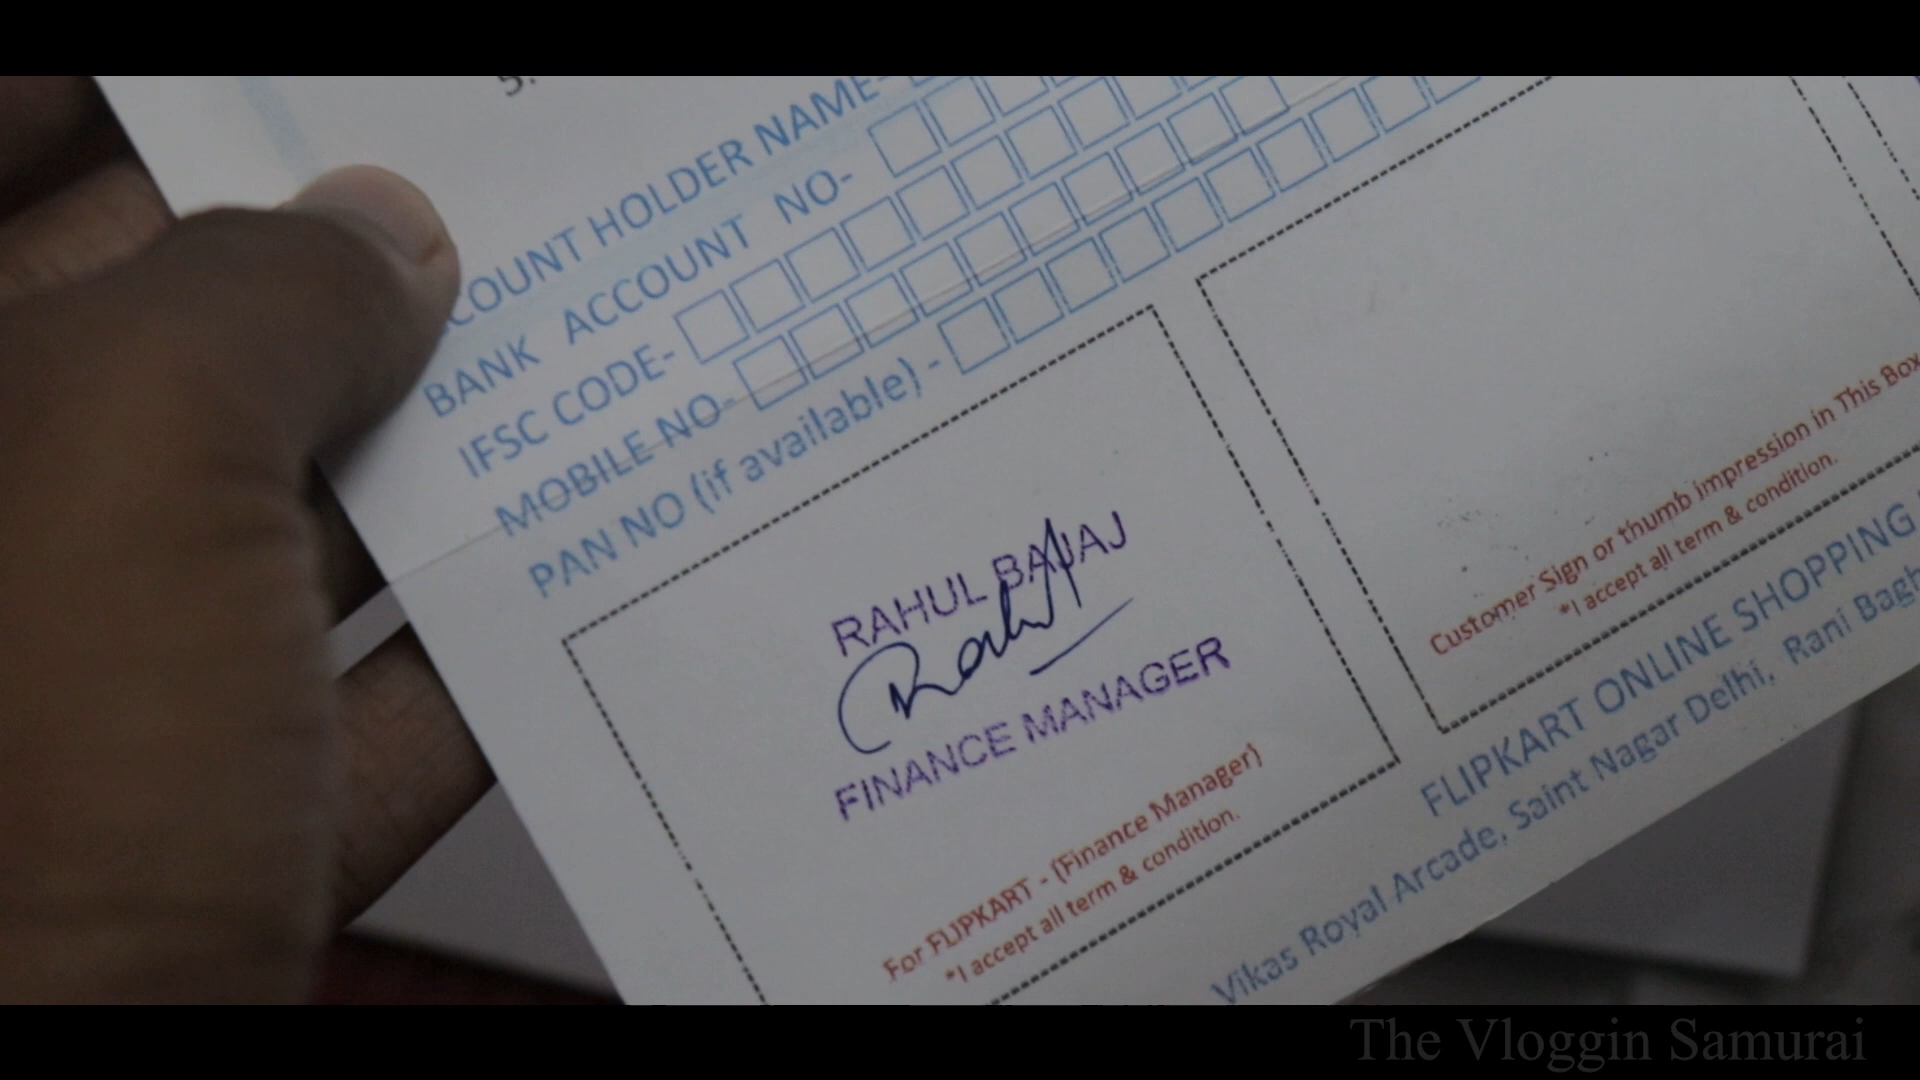 5.
COUNT HOLDER NAME-
BANK ACCOUNT NO-
IFSC CODE-
MOBILE NO-
PAN NO (if available) -
RAHUL BAJAJ
FINANCE MANAGER
For FLIPKART - (Finance Manager)
*I accept all term & condition.
Customer Sign or thumb impression in This Box
*I accept all term & condition.
FLIPKART ONLINE SHOPPING
Vikas Royal Arcade, Saint Nagar Delhi, Rani Bagh
The Vloggin Samurai